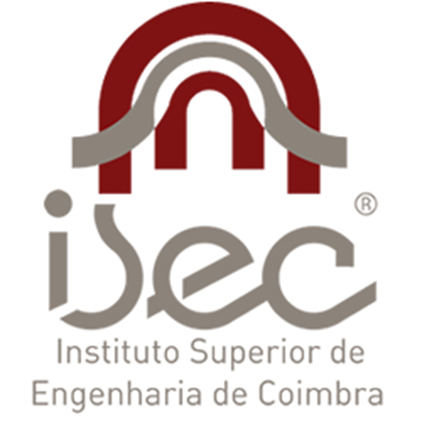 isec®
Instituto Superior de
Engenharia de Coimbra